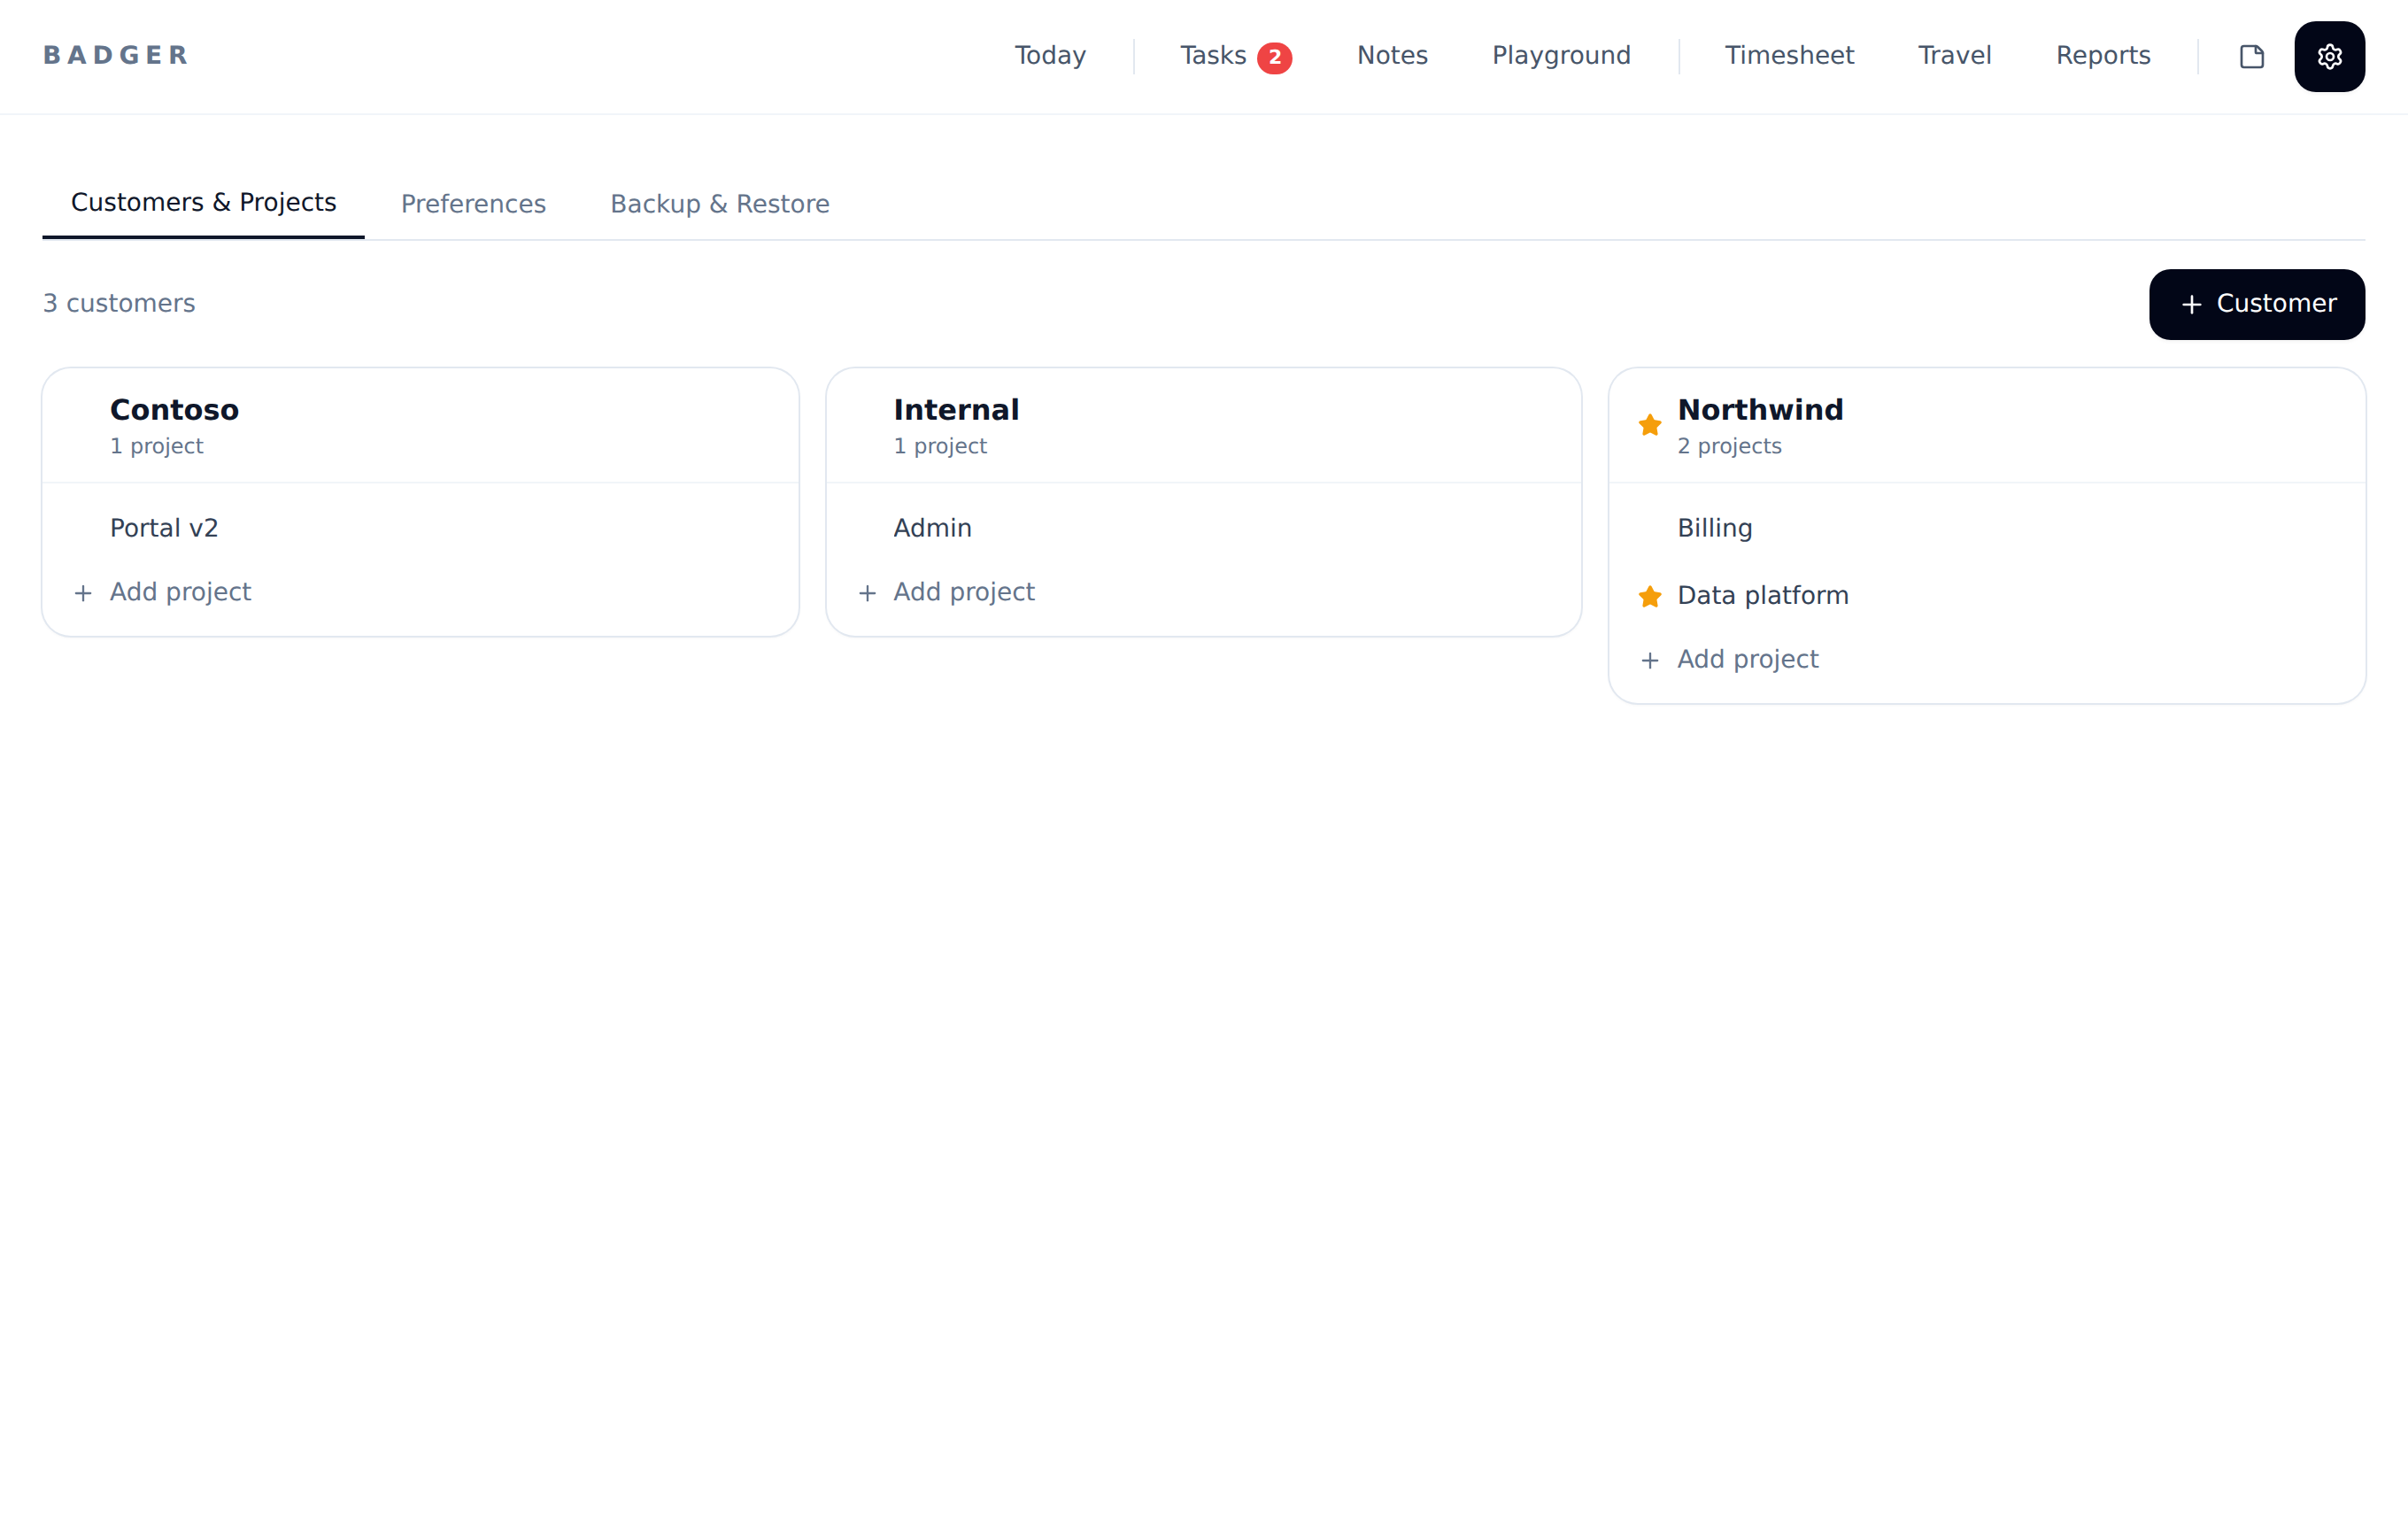 BADGER
Today Tasks 2 Notes Playground Timesheet Travel Reports
Customers & Projects Preferences Backup & Restore
3 customers
+ Customer
Contoso
1 project
Portal v2
+ Add project
Internal
1 project
Admin
+ Add project
Northwind
2 projects
Billing
Data platform
+ Add project